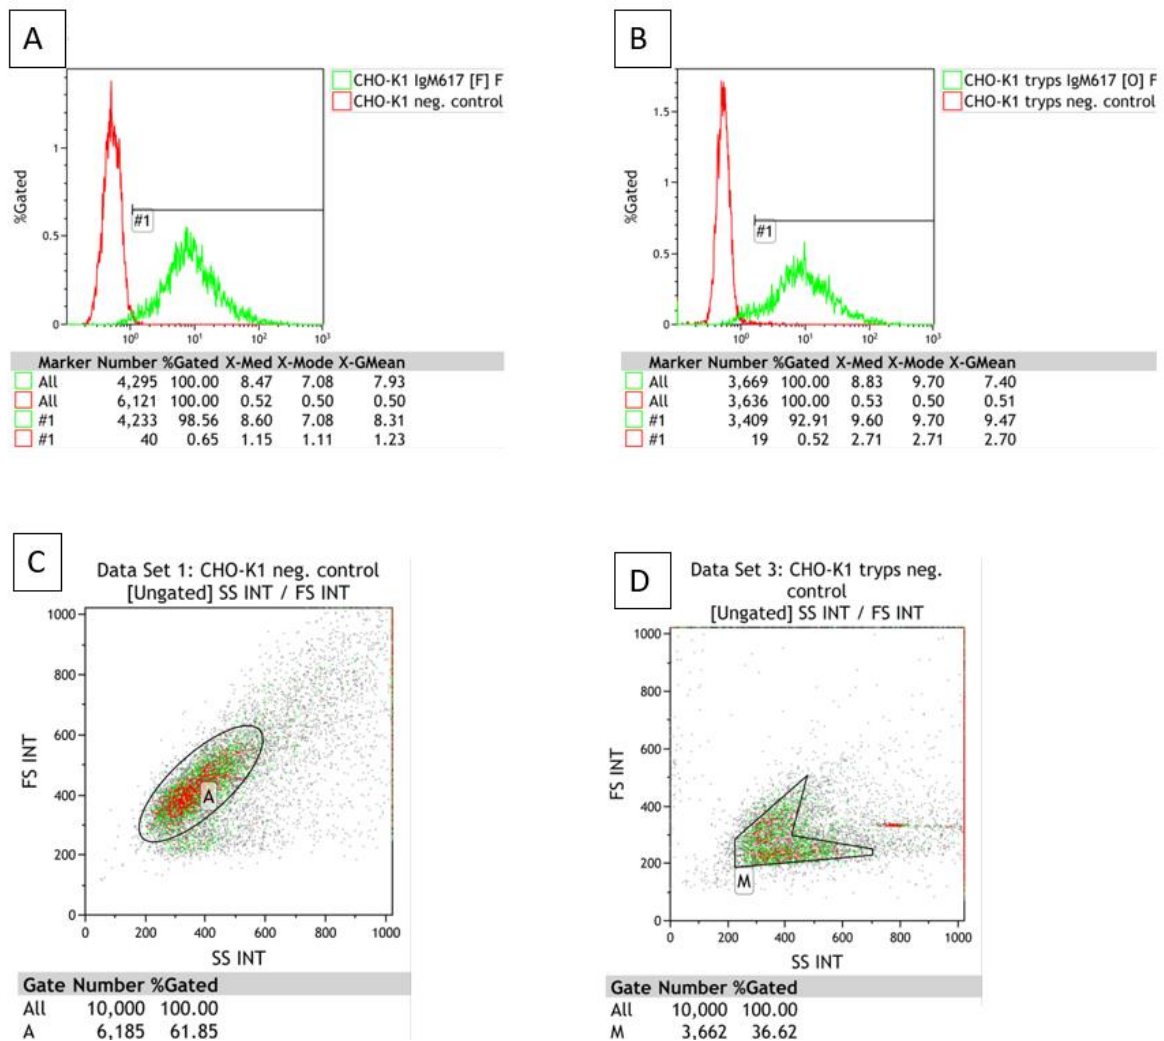 A
CHO-K1 IgM617 [F] F
CHO-K1 neg. control
%Gated
1
0.5
0
#1
10⁰ 10¹ 10² 10³
Marker Number %Gated X-Med X-Mode X-GMean
All 4,295 100.00 8.47 7.08 7.93
All 6,121 100.00 0.52 0.50 0.50
#1 4,233 98.56 8.60 7.08 8.31
#1 40 0.65 1.15 1.11 1.23
B
CHO-K1 tryps IgM617 [O] F
CHO-K1 tryps neg. control
%Gated
1.5
1
0.5
0
#1
10⁰ 10¹ 10² 10³
Marker Number %Gated X-Med X-Mode X-GMean
All 3,669 100.00 8.83 9.70 7.40
All 3,636 100.00 0.53 0.50 0.51
#1 3,409 92.91 9.60 9.70 9.47
#1 19 0.52 2.71 2.71 2.70
C
Data Set 1: CHO-K1 neg. control
[Ungated] SS INT / FS INT
FS INT
1000
800
600
400
200
0
A
0 200 400 600 800 1000
SS INT
Gate Number %Gated
All 10,000 100.00
A 6,185 61.85
D
Data Set 3: CHO-K1 tryps neg.
control
[Ungated] SS INT / FS INT
FS INT
1000
800
600
400
200
0
M
0 200 400 600 800 1000
SS INT
Gate Number %Gated
All 10,000 100.00
M 3,662 36.62